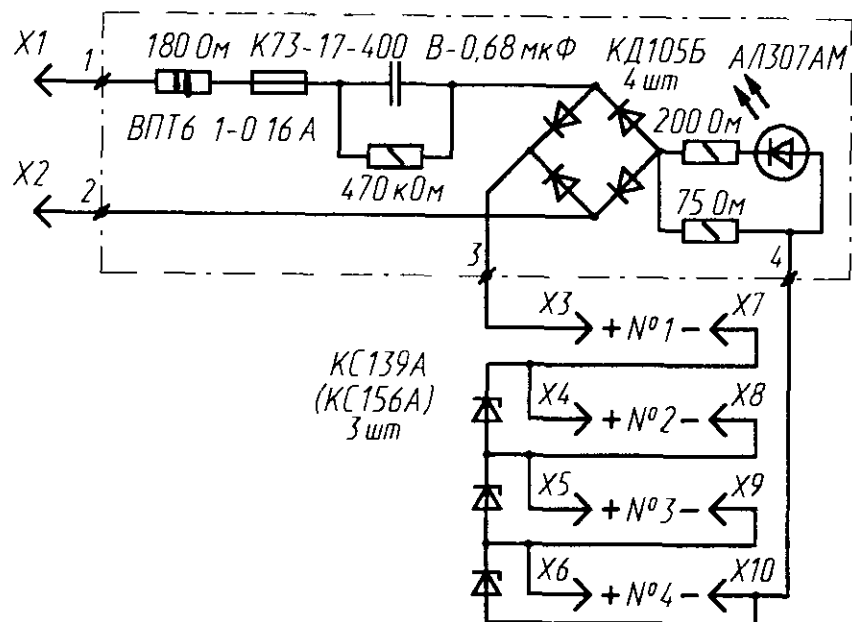 X1
1
180 Ом
К73-17-400 В-0,68 мкФ
КД105Б
4 шт
АЛ307АМ
ВПТ6 1-0 16 А
200 Ом
X2
470 кОм
2
75 Ом
3
4
X3
+ №1 -
X7
КС139А
(КС156А)
3 шт
X4
+ №2 -
X8
X5
+ №3 -
X9
X6
+ №4 -
X10